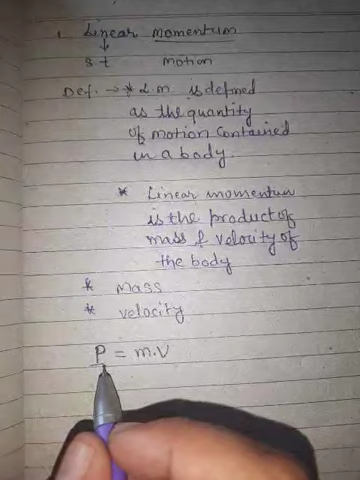 1. Linear Momentum
↓
s t motion
Def. → * L m is defined
as the quantity
of motion contained
in a body
* Linear momentum
is the product of
mass & velocity of
the body
* Mass
* velocity
P = m.V